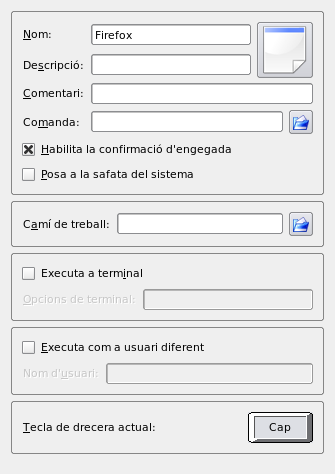 Nom: Firefox
Descripció:
Comentari:
Comanda:
Habilita la confirmació d'engegada
Posa a la safata del sistema
Camí de treball:
Executa a terminal
Opcions de terminal:
Executa com a usuari diferent
Nom d'usuari:
Tecla de drecera actual: Cap